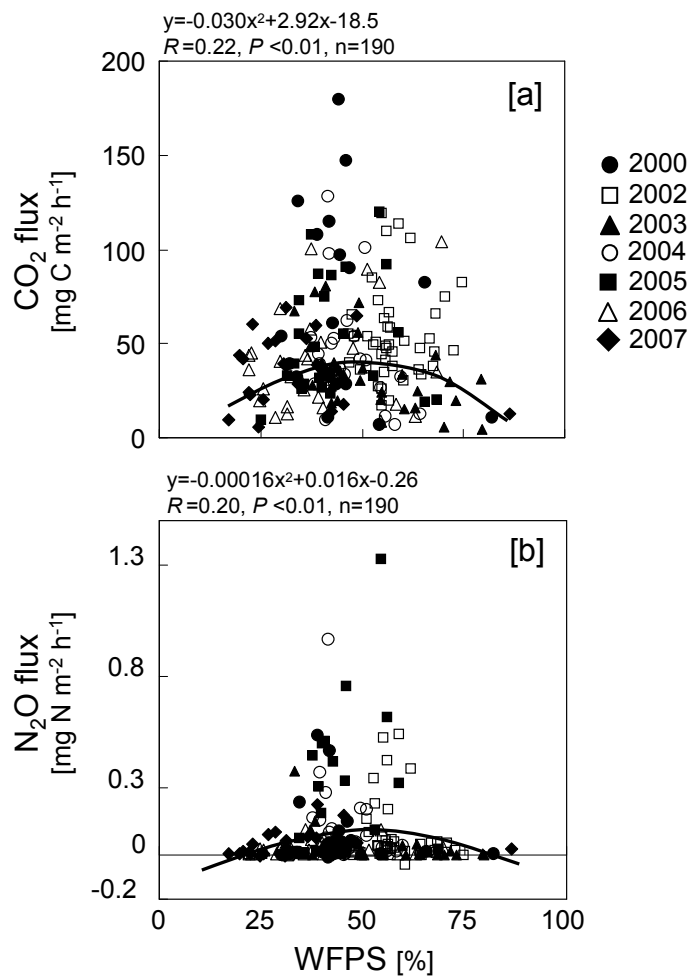 y=-0.030x²+2.92x-18.5
R=0.22, P <0.01, n=190
200
150
100
50
0
CO₂ flux
[mg C m⁻² h⁻¹]
[a]
2000
2002
2003
2004
2005
2006
2007
y=-0.00016x²+0.016x-0.26
R=0.20, P <0.01, n=190
1.3
0.8
0.3
0
-0.2
N₂O flux
[mg N m⁻² h⁻¹]
[b]
0 25 50 75 100
WFPS [%]